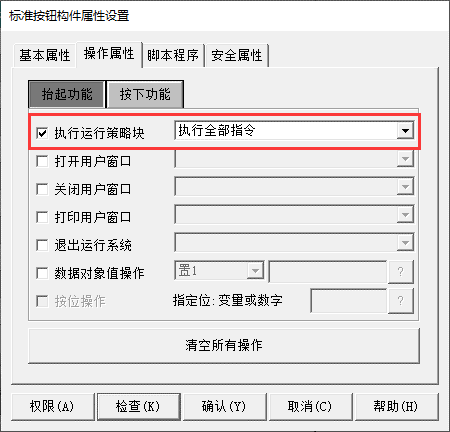 标准按钮构件属性设置
基本属性 操作属性 脚本程序 安全属性
抬起功能 按下功能
执行运行策略块 执行全部指令
打开用户窗口
关闭用户窗口
打印用户窗口
退出运行系统
数据对象值操作 置1 ?
按位操作 指定位:变量或数字 ?
清空所有操作
权限(A) 检查(K) 确认(Y) 取消(C) 帮助(H)